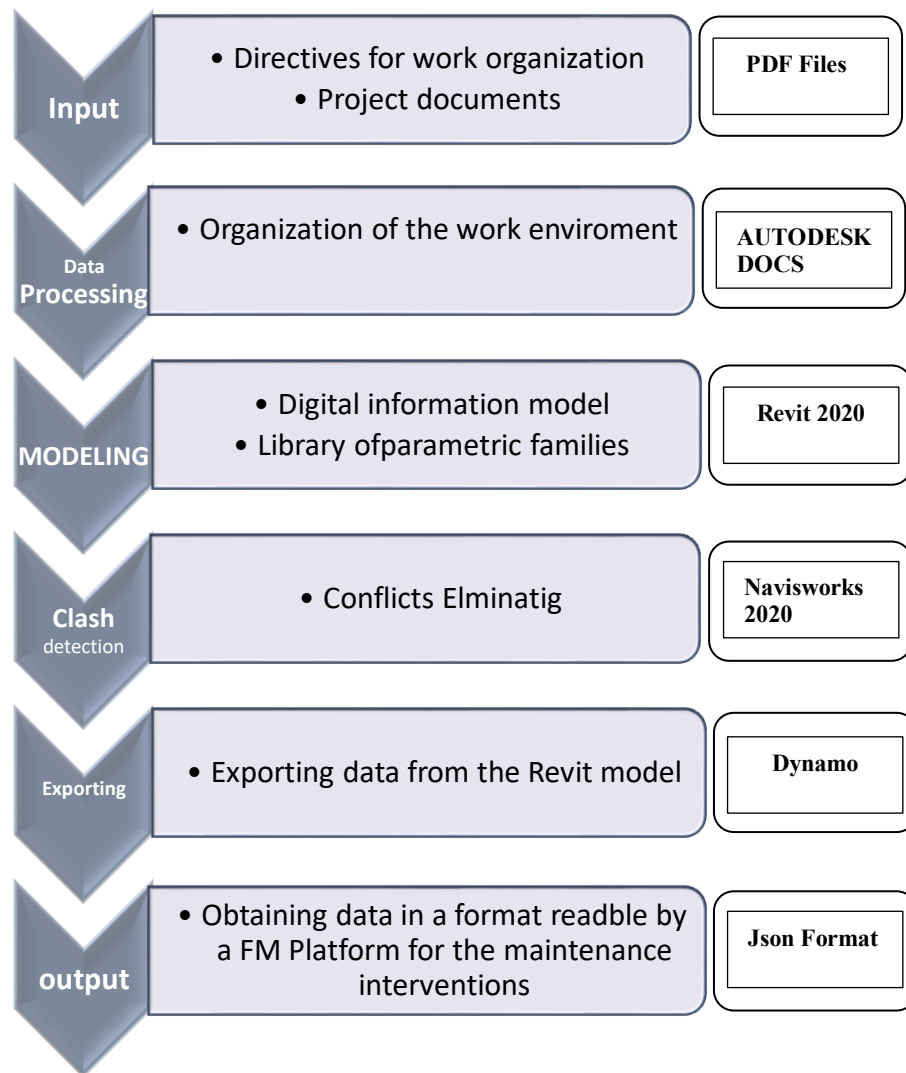 Input
• Directives for work organization
• Project documents
PDF Files
Data
Processing
• Organization of the work enviroment
AUTODESK
DOCS
MODELING
• Digital information model
• Library ofparametric families
Revit 2020
Clash
detection
• Conflicts Elminatig
Navisworks
2020
Exporting
• Exporting data from the Revit model
Dynamo
output
• Obtaining data in a format readble by
a FM Platform for the maintenance
interventions
Json Format